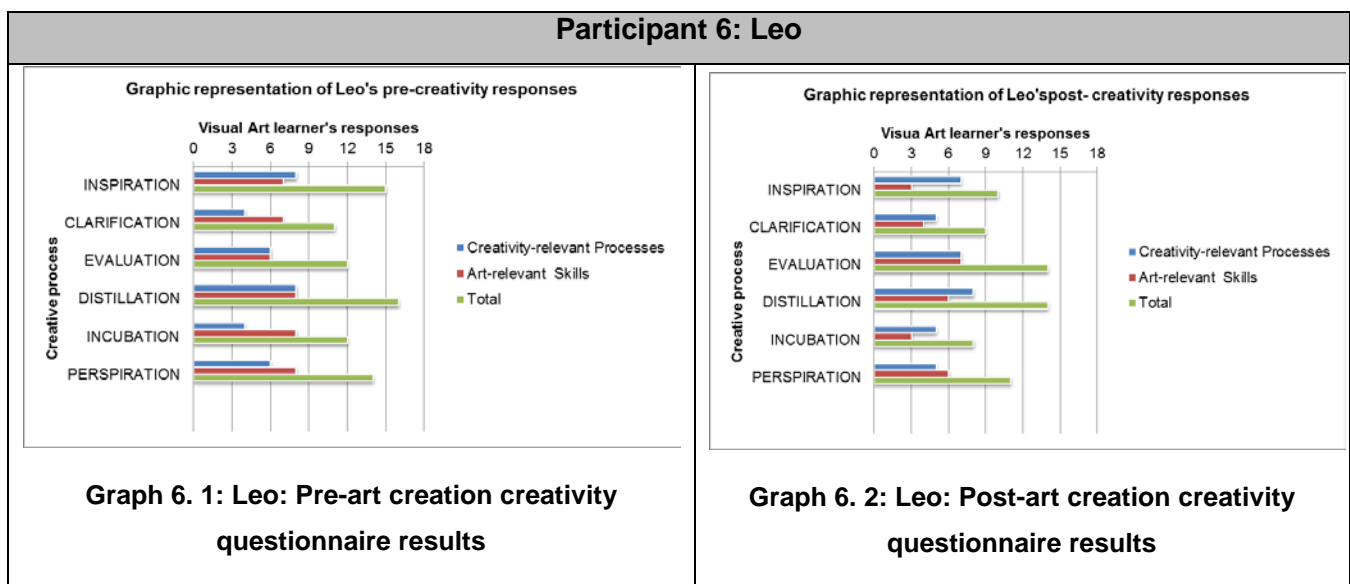 Participant 6: Leo
Graphic representation of Leo's pre-creativity responses
Visual Art learner's responses
0 3 6 9 12 15 18
Creative process
INSPIRATION
CLARIFICATION
EVALUATION
DISTILLATION
INCUBATION
PERSPIRATION
Creativity-relevant Processes
Art-relevant Skills
Total
Graph 6. 1: Leo: Pre-art creation creativity
questionnaire results
Graphic representation of Leo'spost- creativity responses
Visua Art learner's responses
0 3 6 9 12 15 18
Creative process
INSPIRATION
CLARIFICATION
EVALUATION
DISTILLATION
INCUBATION
PERSPIRATION
Creativity-relevant Processes
Art-relevant Skills
Total
Graph 6. 2: Leo: Post-art creation creativity
questionnaire results